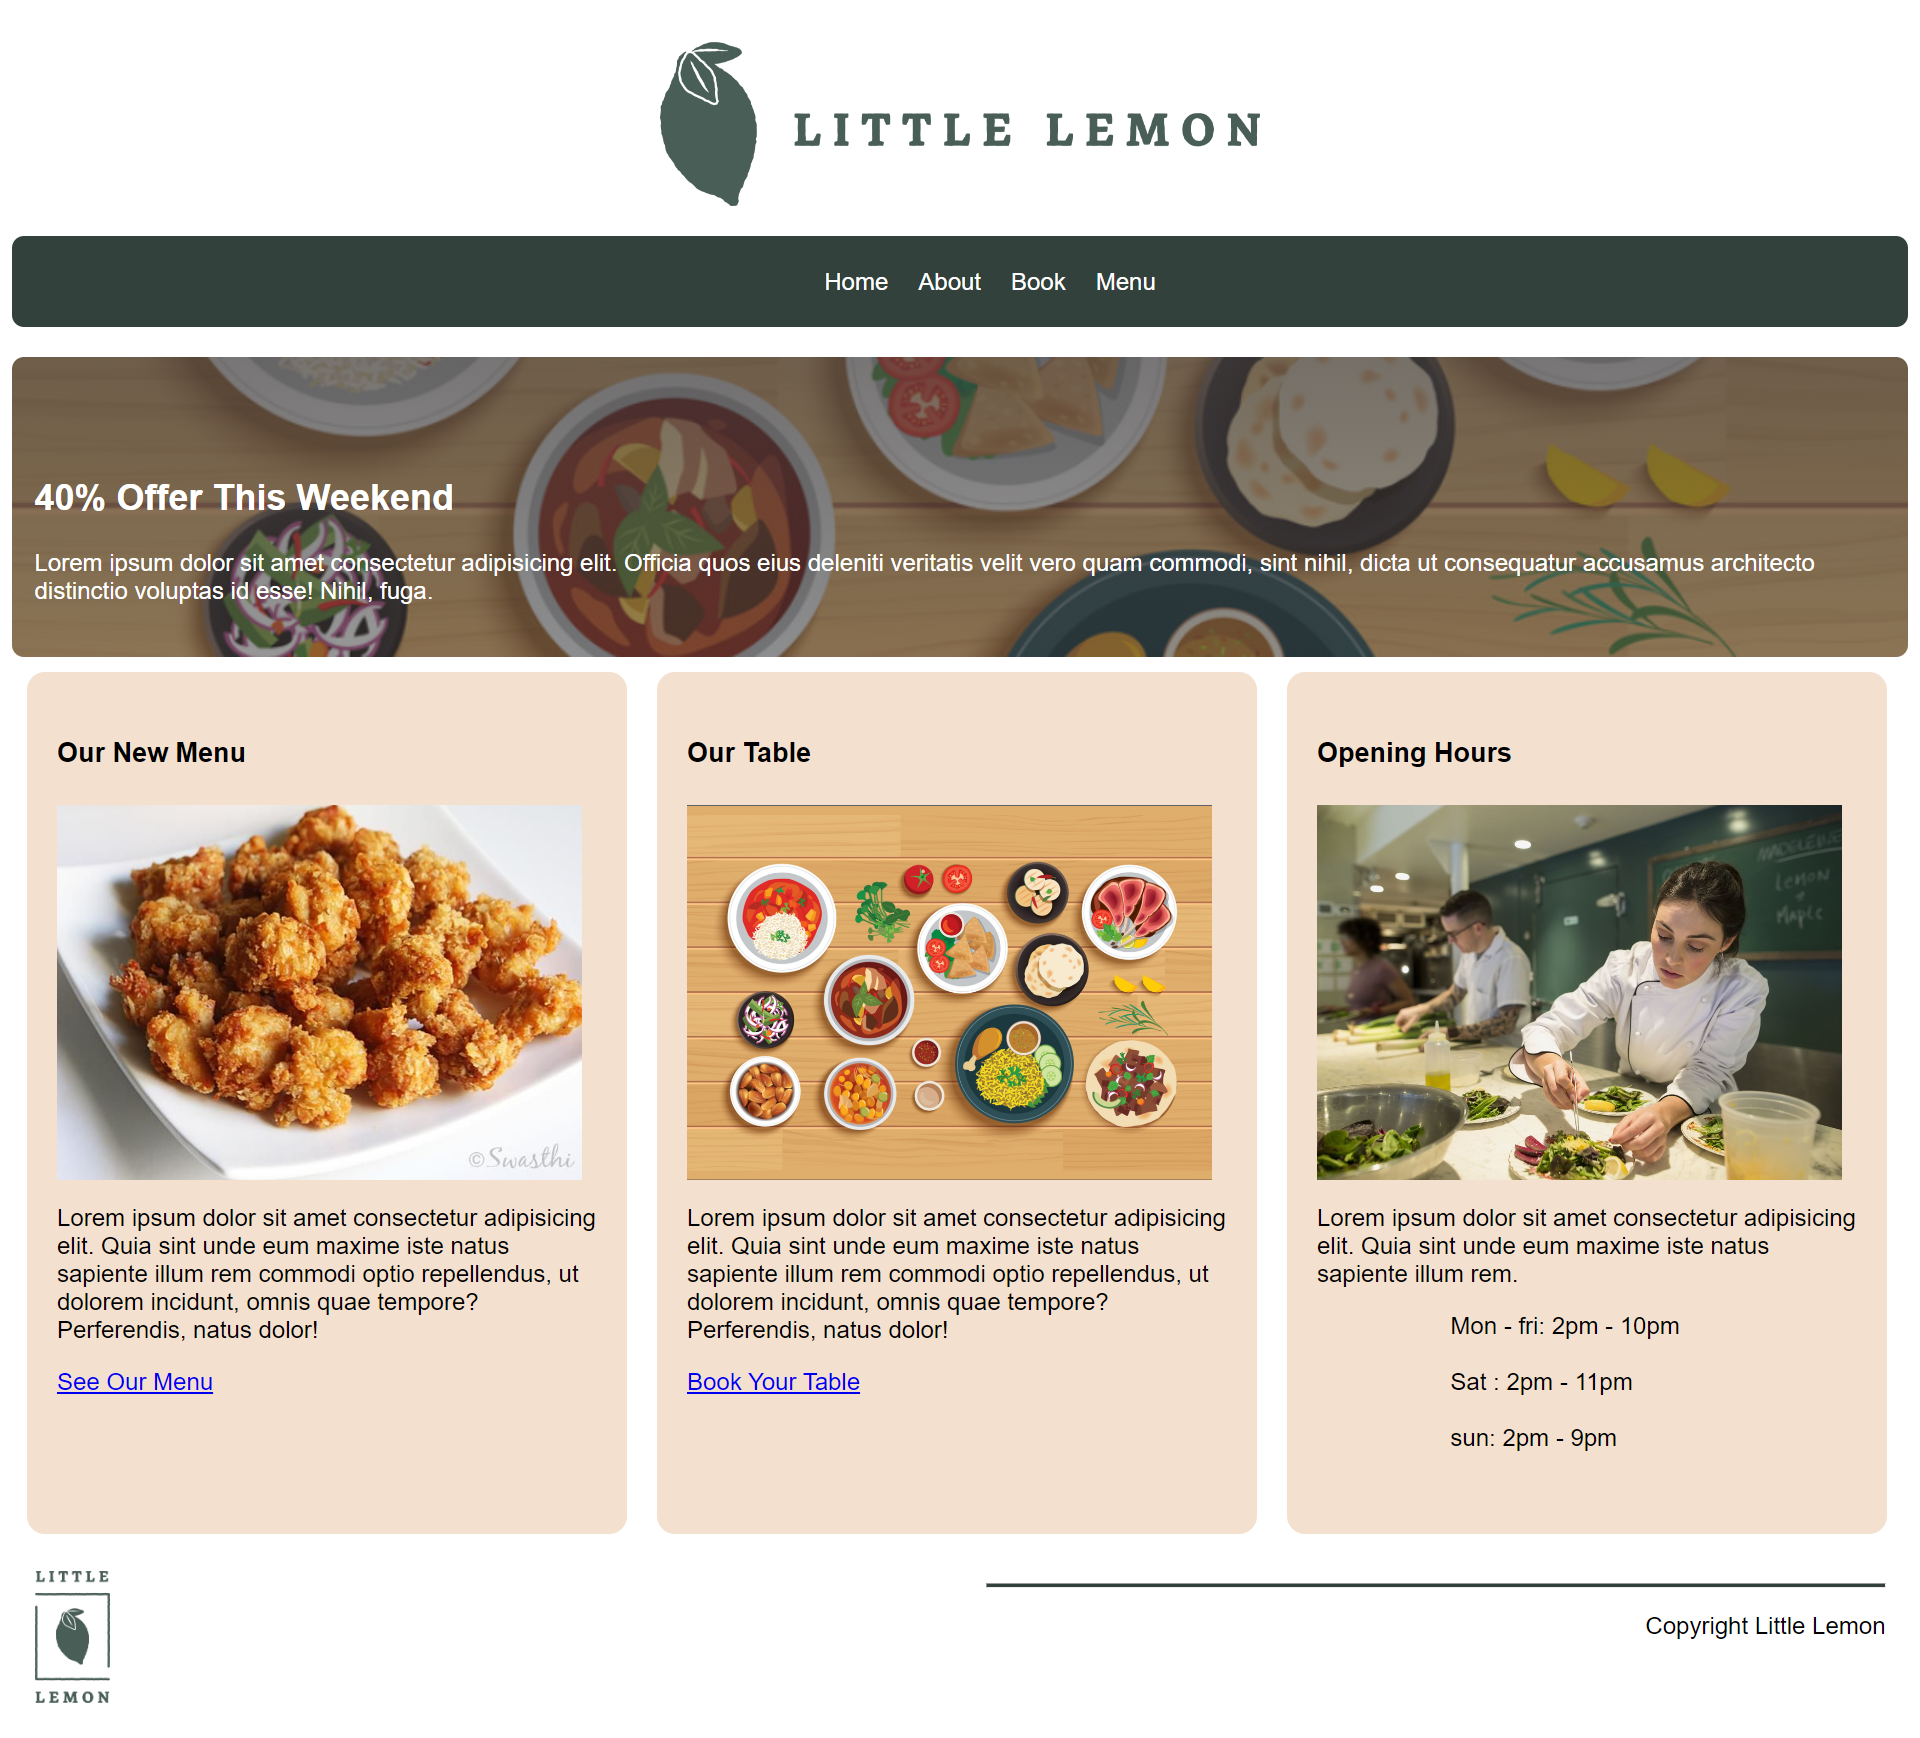 LITTLE LEMON
Home About Book Menu
40% Offer This Weekend
Lorem ipsum dolor sit amet consectetur adipisicing elit. Officia quos eius deleniti veritatis velit vero quam commodi, sint nihil, dicta ut consequatur accusamus architecto
distinctio voluptas id esse! Nihil, fuga.
Our New Menu
©Swasthi
Lorem ipsum dolor sit amet consectetur adipisicing
elit. Quia sint unde eum maxime iste natus
sapiente illum rem commodi optio repellendus, ut
dolorem incidunt, omnis quae tempore?
Perferendis, natus dolor!
See Our Menu
Our Table
Lorem ipsum dolor sit amet consectetur adipisicing
elit. Quia sint unde eum maxime iste natus
sapiente illum rem commodi optio repellendus, ut
dolorem incidunt, omnis quae tempore?
Perferendis, natus dolor!
Book Your Table
Opening Hours
Lemon
Maple
Lorem ipsum dolor sit amet consectetur adipisicing
elit. Quia sint unde eum maxime iste natus
sapiente illum rem.
Mon - fri: 2pm - 10pm
Sat : 2pm - 11pm
sun: 2pm - 9pm
LITTLE
LEMON
Copyright Little Lemon